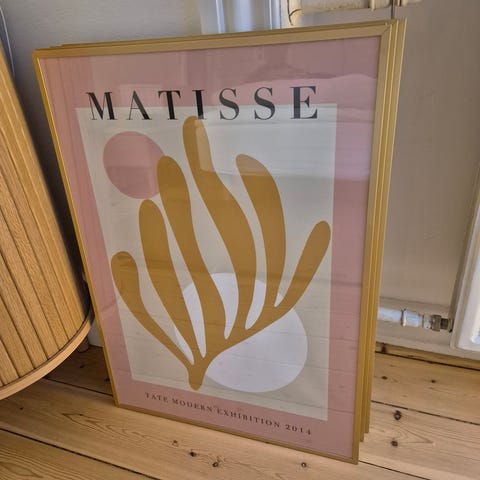 MATISSE
TATE MODERN EXHIBITION 2014